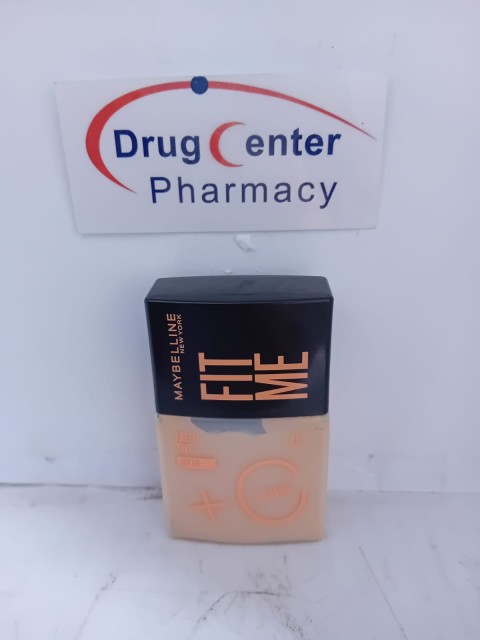 Drug Center
Pharmacy
MAYBELLINE
NEW YORK
FIT
ME